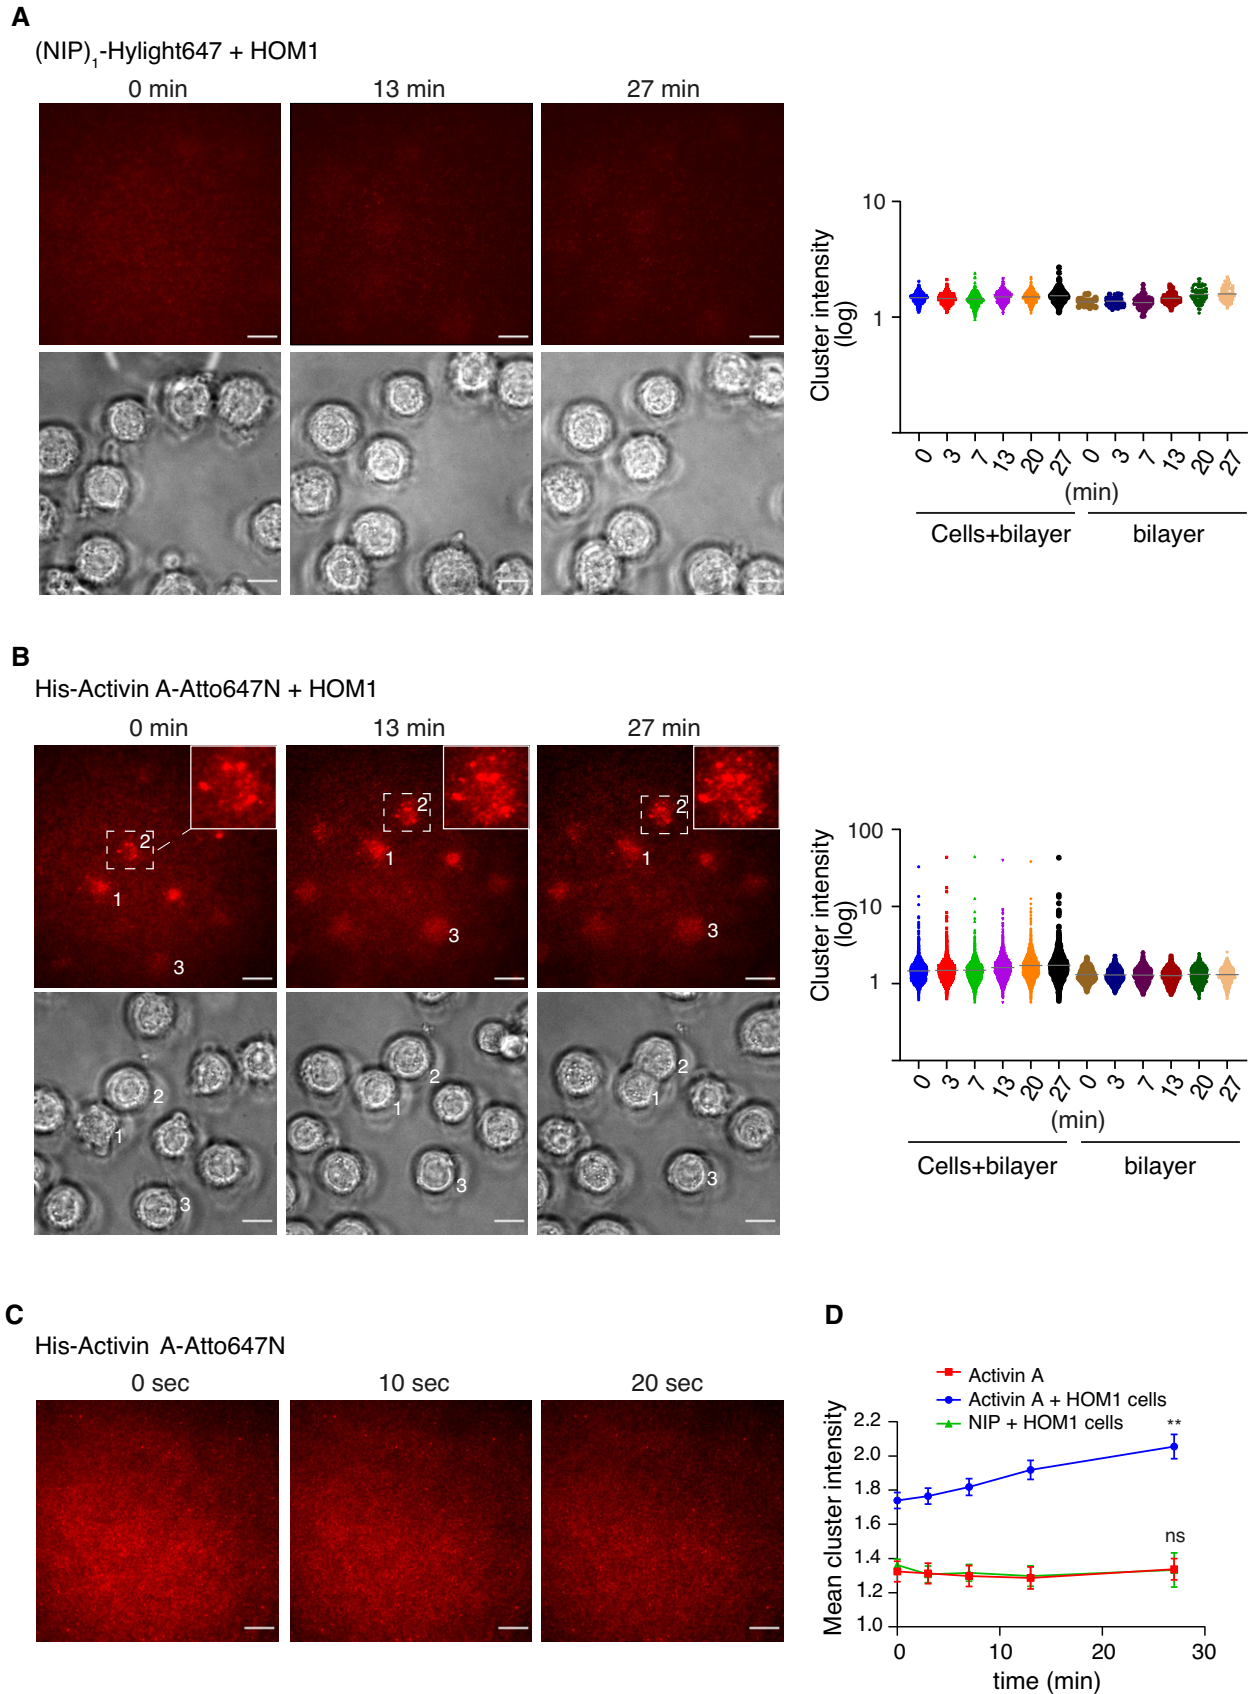 A
(NIP)1-Hylight647 + HOM1
0 min 13 min 27 min
10
1
Cluster intensity
(log)
0 3 7 13 20 27 0 3 7 13 20 27
(min)
Cells+bilayer bilayer
B
His-Activin A-Atto647N + HOM1
0 min 13 min 27 min
2 2 2
1 1 1
3 3 3
2 2 2
1 1 1
3 3 3
100
10
1
Cluster intensity
(log)
0 3 7 13 20 27 0 3 7 13 20 27
(min)
Cells+bilayer bilayer
C
His-Activin A-Atto647N
0 sec 10 sec 20 sec
D
Activin A
Activin A + HOM1 cells
NIP + HOM1 cells
2.2
2.0
1.8
1.6
1.4
1.2
1.0
Mean cluster intensity
**
ns
0 10 20 30
time (min)